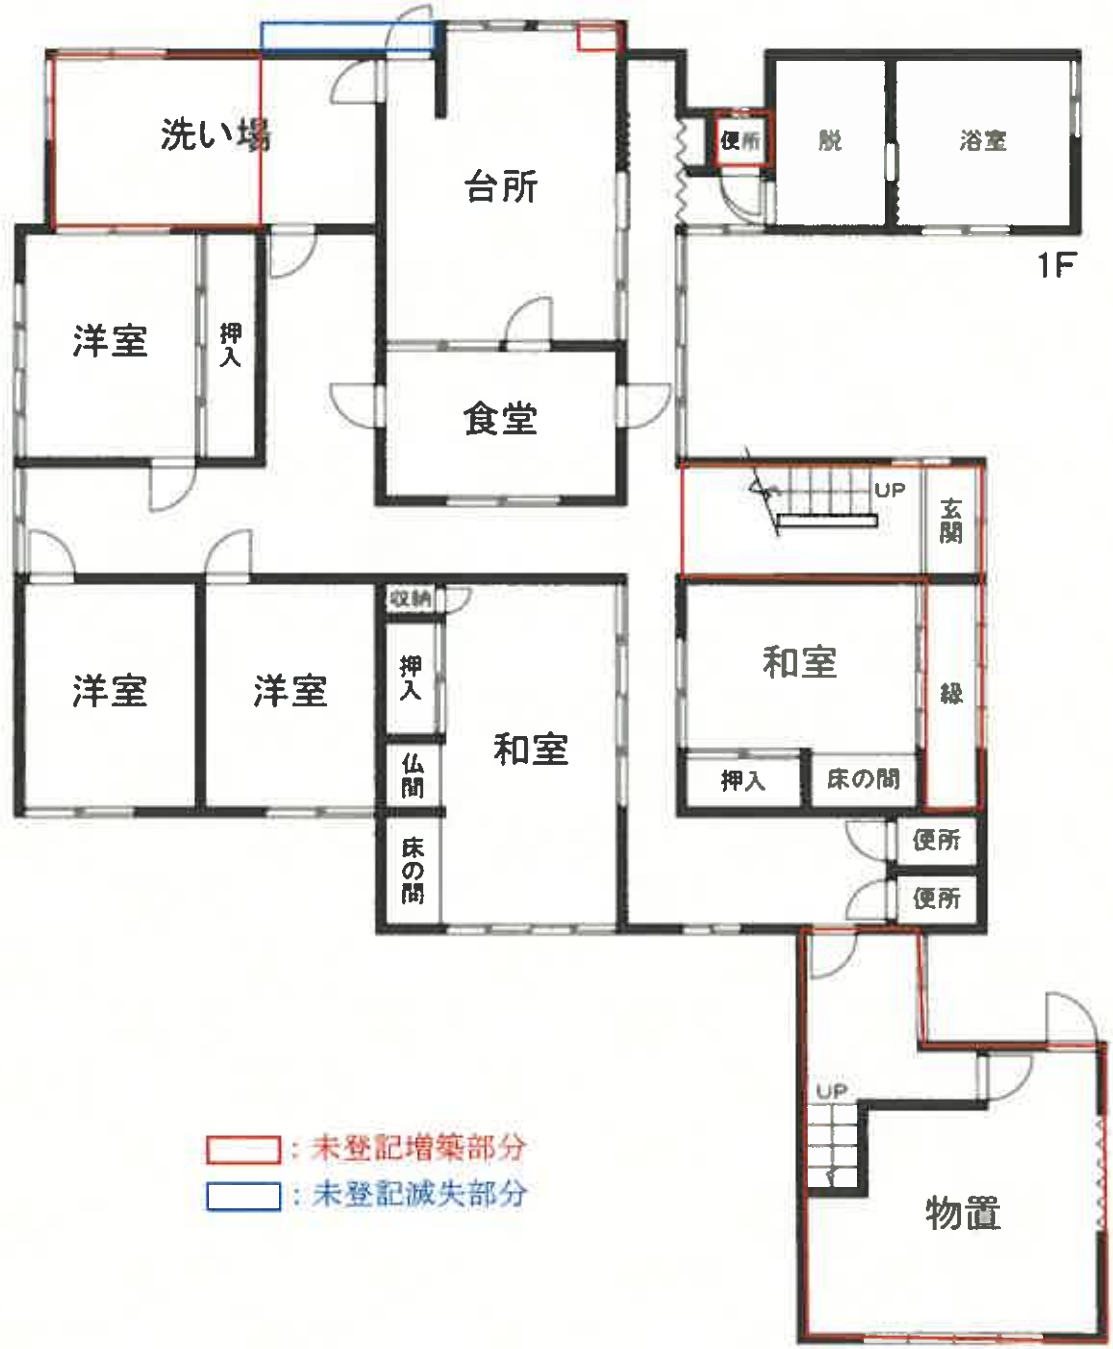 洗い場
台所
便所
脱
浴室
1F
洋室
押入
食堂
UP
玄関
収納
洋室
洋室
押入
和室
和室
縁
仏間
押入
床の間
床の間
便所
便所
UP
：未登記増築部分
：未登記滅失部分
物置